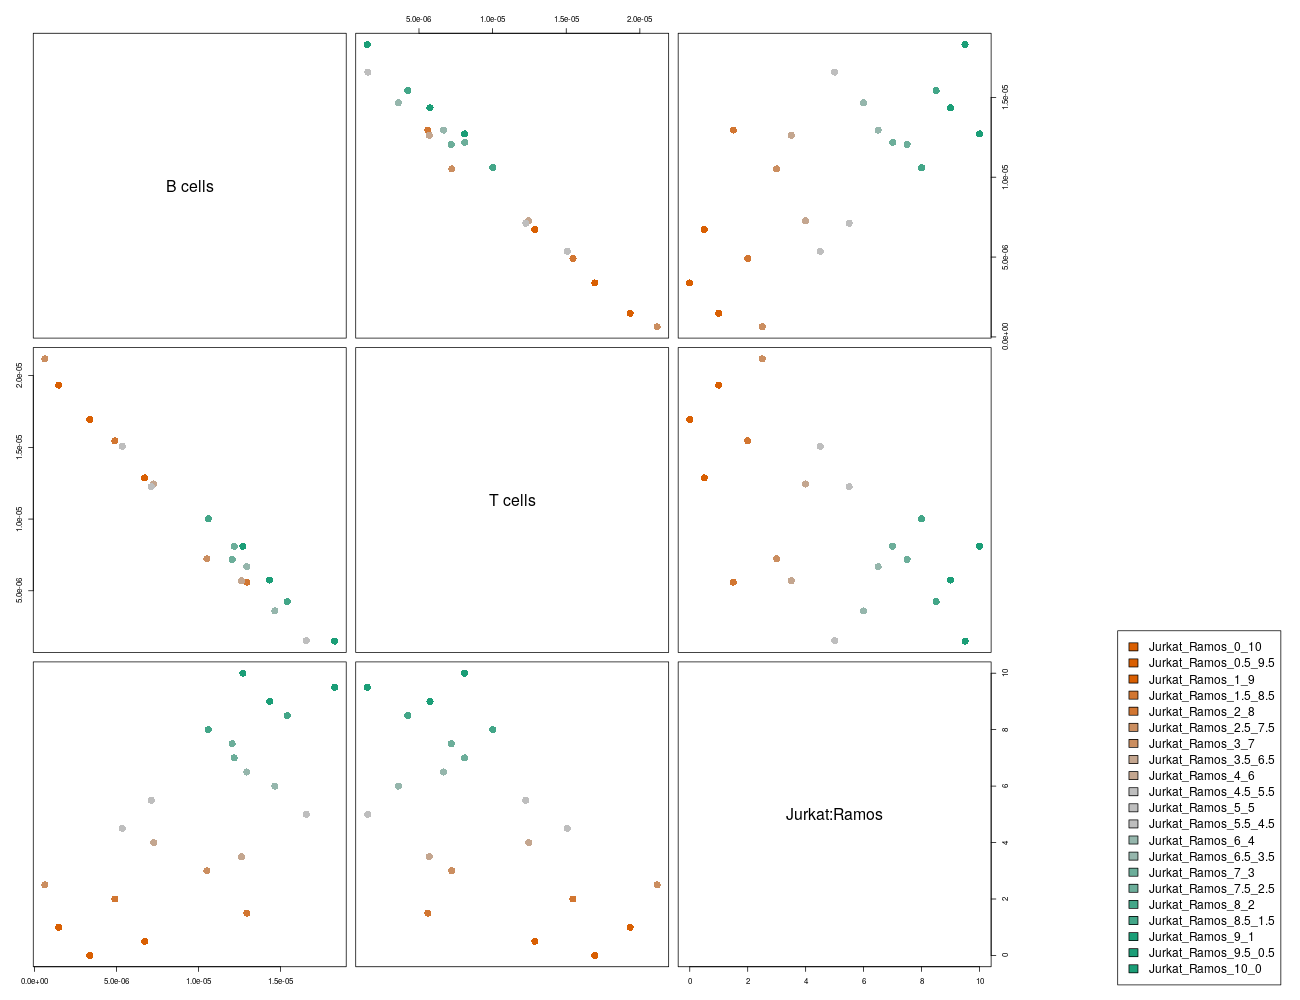 5.0e-06 1.0e-05 1.5e-05 2.0e-05
B cells
0.0e+00 5.0e-06 1.0e-05 1.5e-05
5.0e-06 1.0e-05 1.5e-05 2.0e-05
T cells
Jurkat:Ramos
0 2 4 6 8 10
0.0e+00 5.0e-06 1.0e-05 1.5e-05
0 2 4 6 8 10
Jurkat_Ramos_0_10
Jurkat_Ramos_0.5_9.5
Jurkat_Ramos_1_9
Jurkat_Ramos_1.5_8.5
Jurkat_Ramos_2_8
Jurkat_Ramos_2.5_7.5
Jurkat_Ramos_3_7
Jurkat_Ramos_3.5_6.5
Jurkat_Ramos_4_6
Jurkat_Ramos_4.5_5.5
Jurkat_Ramos_5_5
Jurkat_Ramos_5.5_4.5
Jurkat_Ramos_6_4
Jurkat_Ramos_6.5_3.5
Jurkat_Ramos_7_3
Jurkat_Ramos_7.5_2.5
Jurkat_Ramos_8_2
Jurkat_Ramos_8.5_1.5
Jurkat_Ramos_9_1
Jurkat_Ramos_9.5_0.5
Jurkat_Ramos_10_0